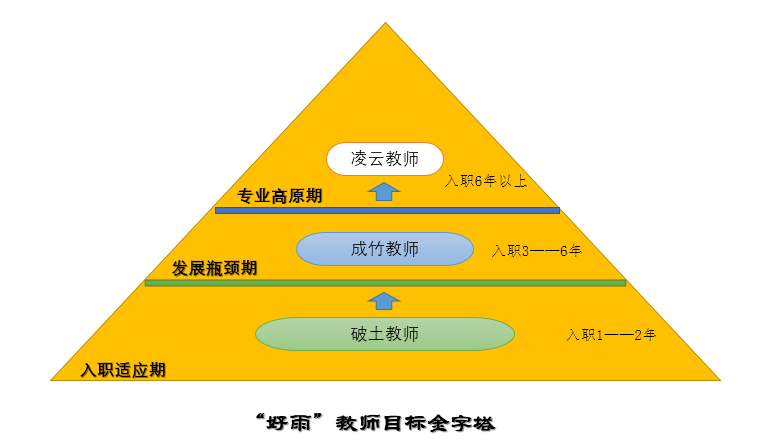 凌云教师
入职6年以上
专业高原期
成竹教师
入职3——6年
发展瓶颈期
破土教师
入职1——2年
入职适应期
“好雨”教师目标金字塔